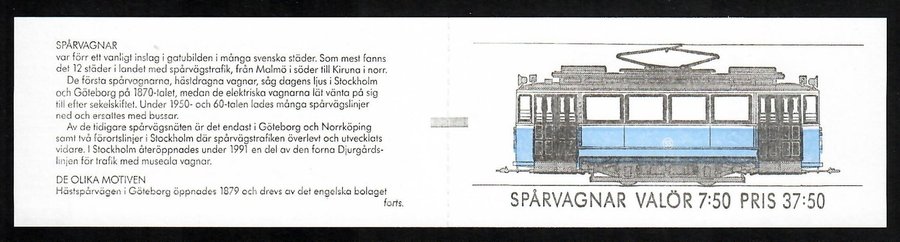 SPÅRVAGNAR
var förr ett vanligt inslag i gatubilden i många svenska städer. Som mest fanns
det 12 städer i landet med spårvägstrafik, från Malmö i söder till Kiruna i norr.
De första spårvagnarna, hästdragna vagnar, såg dagens ljus i Stockholm
och Göteborg på 1870-talet, medan de elektriska vagnarna lät vänta på sig
till efter sekelskiftet. Under 1950- och 60-talen lades många spårvägslinjer
ned och ersattes med bussar.
Av de tidigare spårvägsnäten är det endast i Göteborg och Norrköping
samt två förortslinjer i Stockholm där spårvägstrafiken överlevt och utvecklats
vidare. I Stockholm återöppnades under 1991 en del av den forna Djurgårds-
linjen för trafik med museala vagnar.
DE OLIKA MOTIVEN
Hästspårvägen i Göteborg öppnades 1879 och drevs av det engelska bolaget
forts.
SPÅRVAGNAR VALÖR 7:50 PRIS 37:50